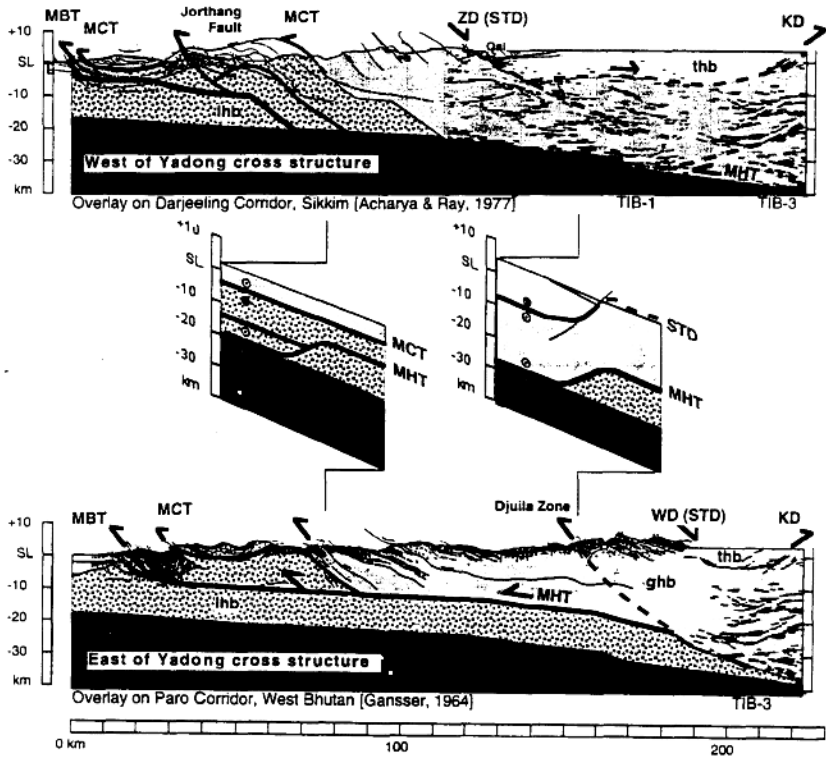 Jorthang
Fault
MBT
MCT
MCT
ZD (STD)
KD
+10
SL
-10
-20
-30
km
Qal
thb
lhb
MHT
West of Yadong cross structure
Overlay on Darjeeling Corridor, Sikkim [Acharya & Ray, 1977]
TIB-1
TIB-3
+10
SL
-10
-20
-30
km
MCT
MHT
+10
SL
-10
-20
-30
km
STD
MHT
Djuila Zone
MBT
MCT
WD (STD)
KD
+10
SL
-10
-20
-30
km
thb
ghb
lhb
MHT
East of Yadong cross structure
Overlay on Paro Corridor, West Bhutan [Gansser, 1964]
TIB-3
0 km
100
200